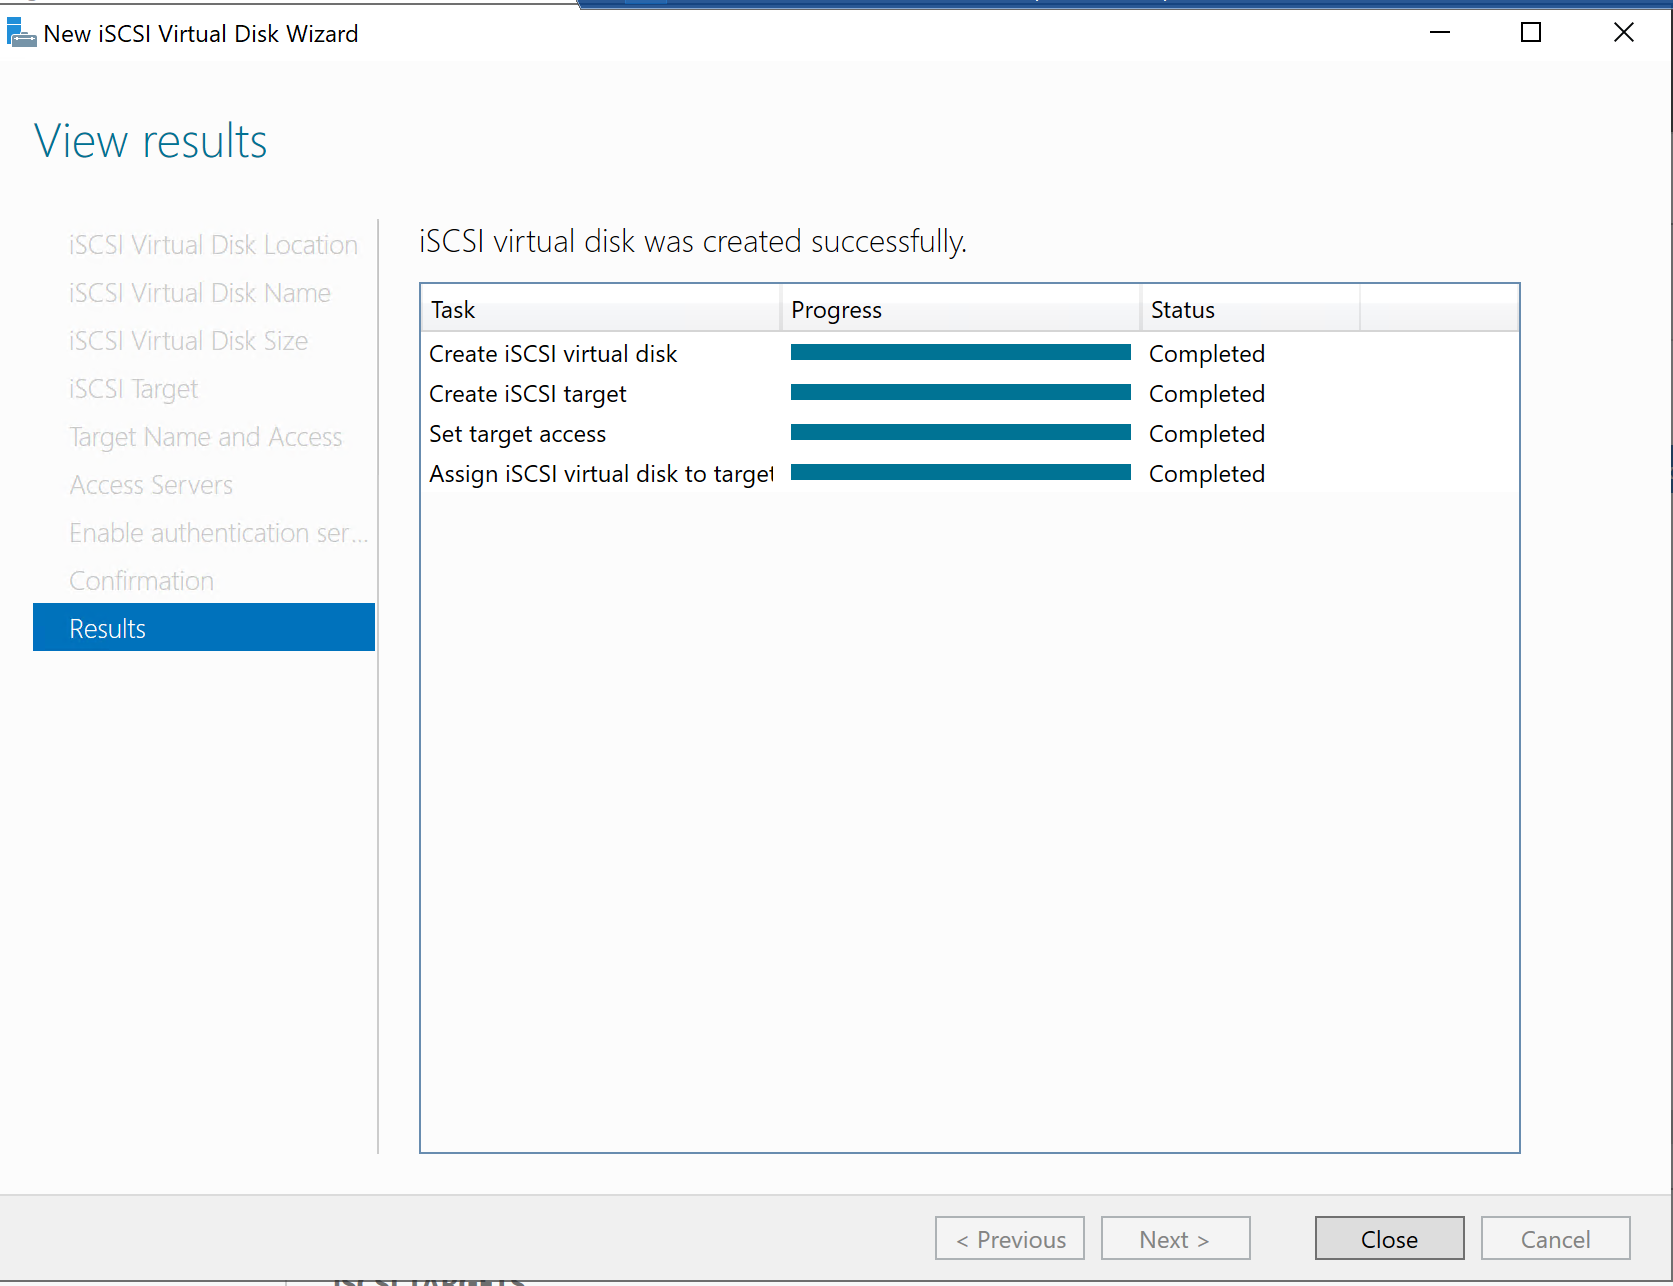 New iSCSI Virtual Disk Wizard
View results
iSCSI Virtual Disk Location
iSCSI Virtual Disk Name
iSCSI Virtual Disk Size
iSCSI Target
Target Name and Access
Access Servers
Enable authentication ser...
Confirmation
Results
iSCSI virtual disk was created successfully.
Task Progress Status
Create iSCSI virtual disk Completed
Create iSCSI target Completed
Set target access Completed
Assign iSCSI virtual disk to target Completed
< Previous Next > Close Cancel
iSCSI TARGETS